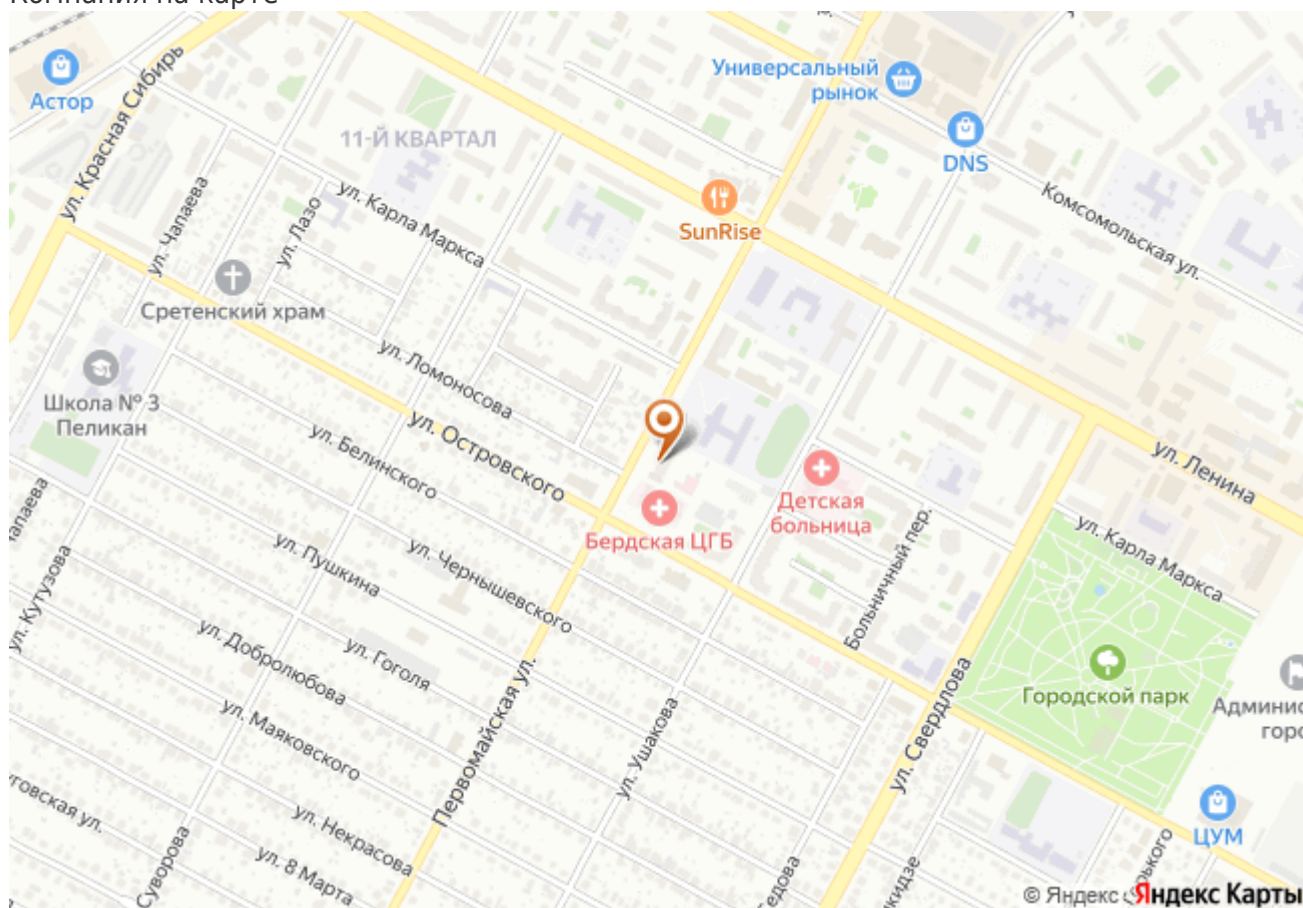 Компания на карте
Астор
ул. Красная Сибирь
11-Й КВАРТАЛ
Универсальный
рынок
DNS
Комсомольская ул.
SunRise
ул. Чапаева
ул. Лазо
ул. Карла Маркса
Сретенский храм
Школа № 3
Пеликан
ул. Ломоносова
ул. Островского
ул. Белинского
ул. Ленина
Детская
больница
Бердская ЦГБ
Больничный пер.
ул. Карла Маркса
ул. Кутузова
ул. Пушкина
ул. Чернышевского
ул. Добролюбова
ул. Гоголя
Городской парк
ул. Свердлова
ул. Маяковского
Первомайская ул.
ул. Ушакова
ул. Некрасова
ул. 8 Марта
Суворова
ЦУМ
© Яндекс
Яндекс Карты